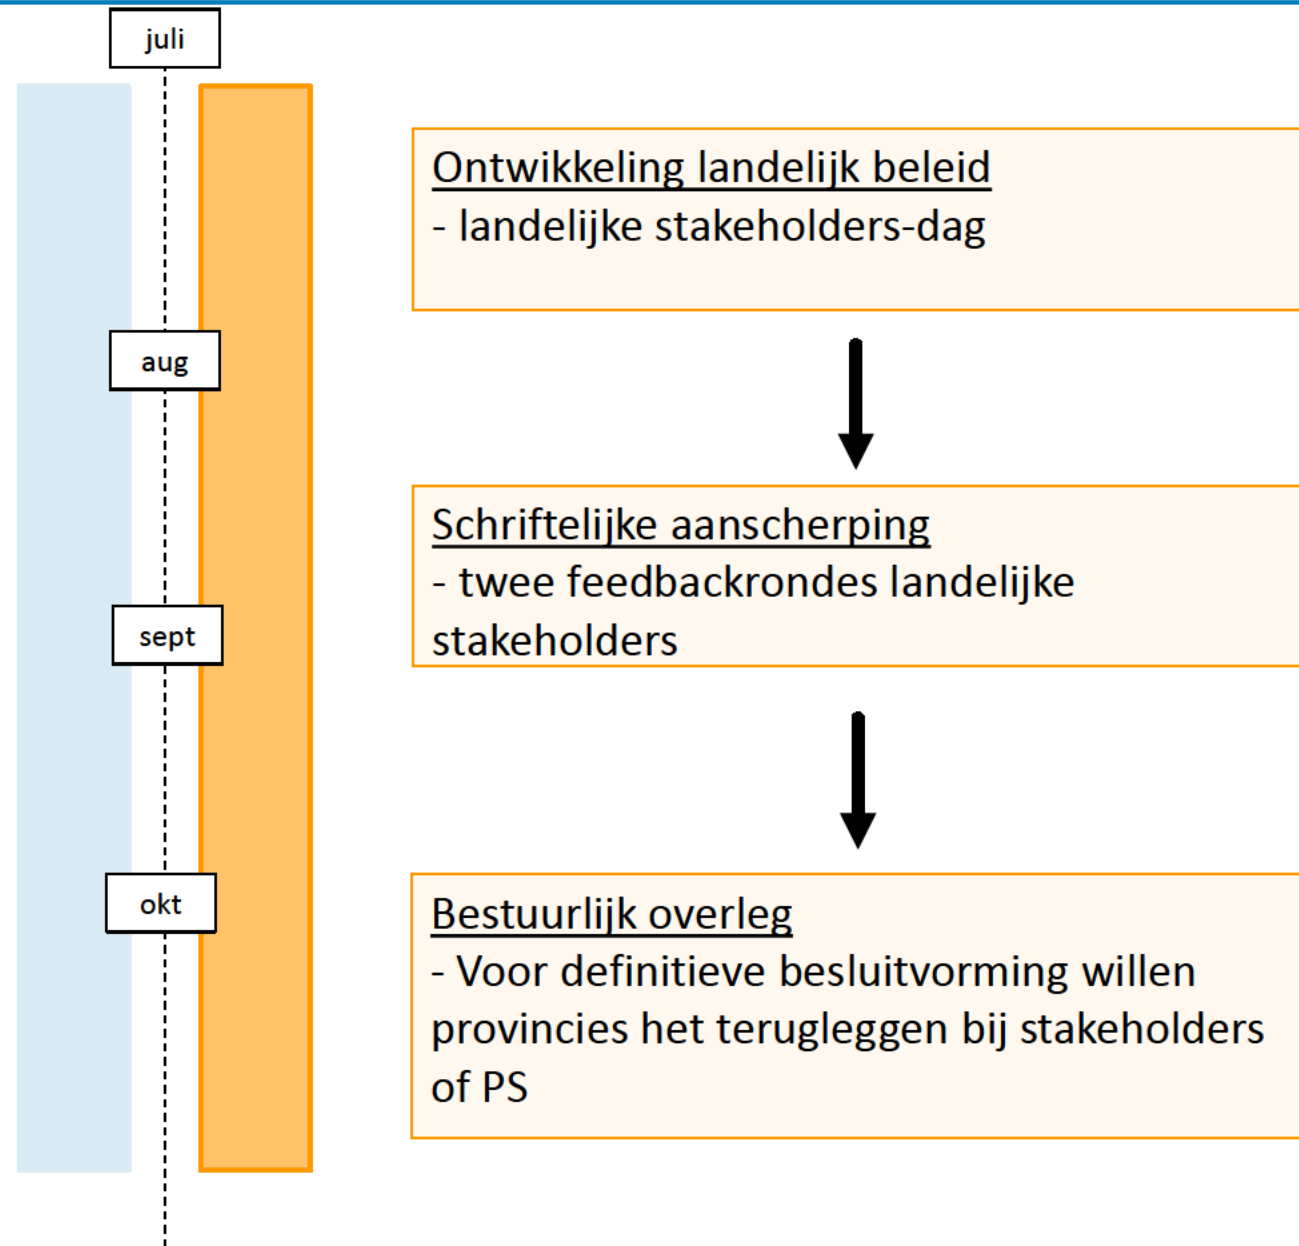 juli
Ontwikkeling landelijk beleid
- landelijke stakeholders-dag
aug
Schriftelijke aanscherping
- twee feedbackrondes landelijke
stakeholders
sept
okt
Bestuurlijk overleg
- Voor definitieve besluitvorming willen
provincies het terugleggen bij stakeholders
of PS